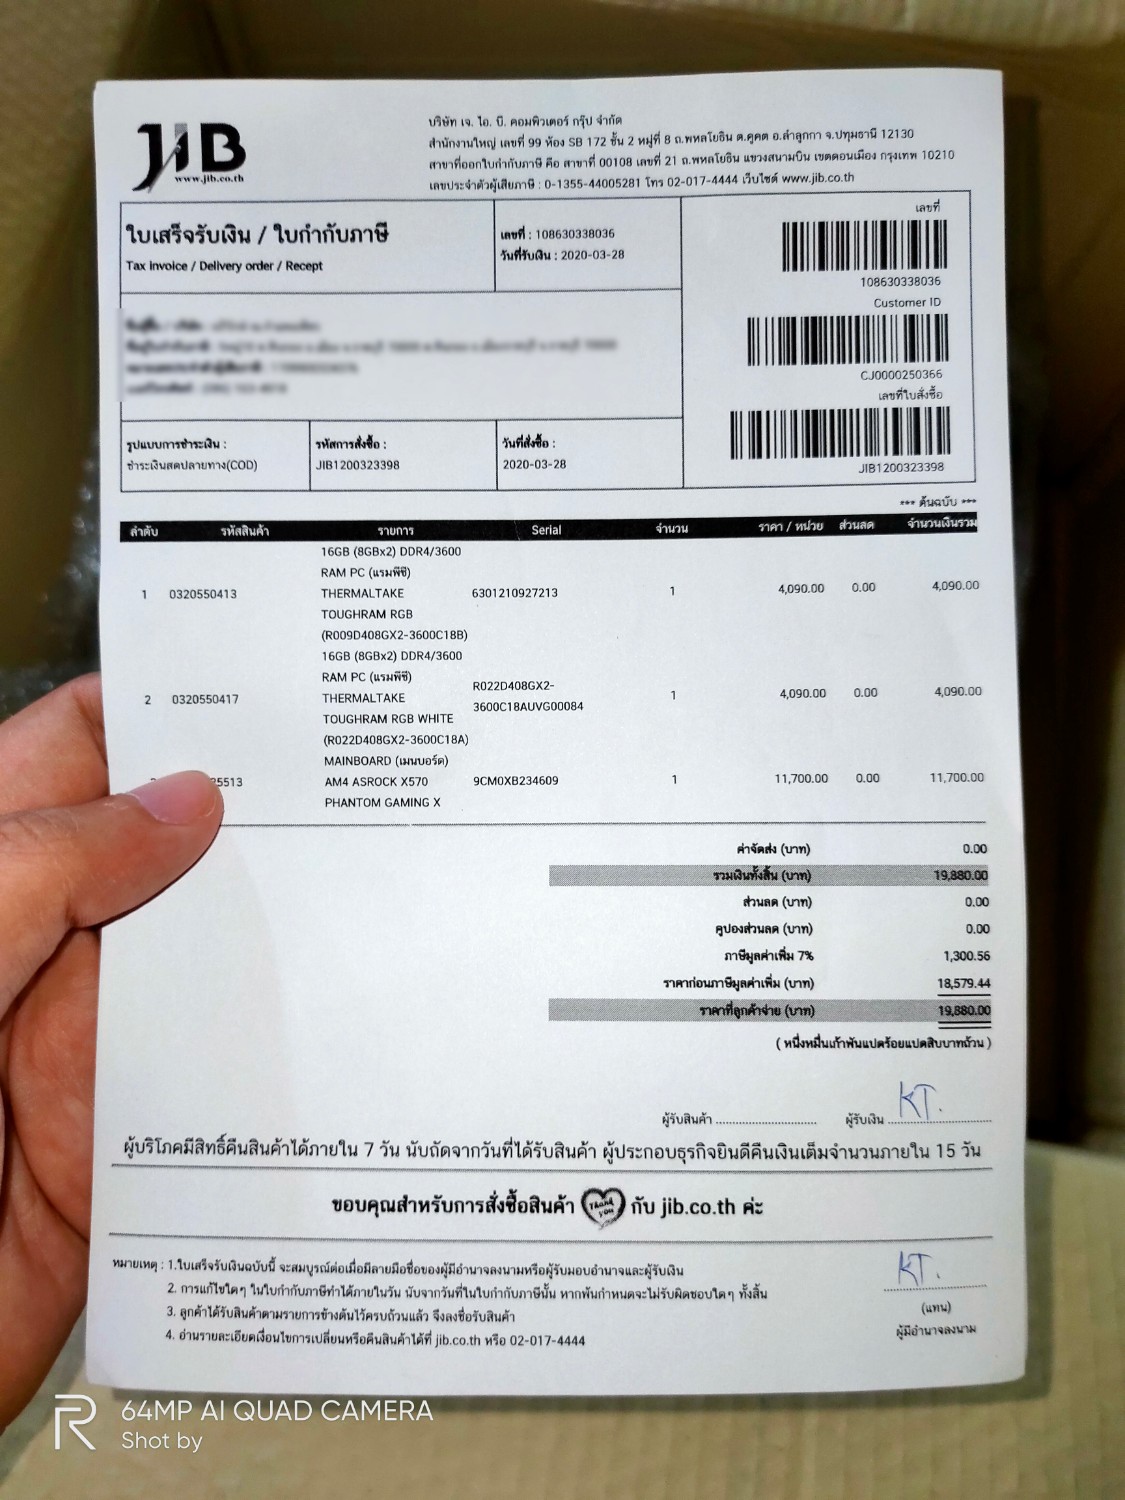 JIB
www.jib.co.th
บริษัท เจ. ไอ. บี. คอมพิวเตอร์ กรุ๊ป จำกัด
สำนักงานใหญ่ เลขที่ 99 ห้อง SB 172 ชั้น 2 หมู่ที่ 8 ถ.พหลโยธิน ต.คูคต อ.ลำลูกกา จ.ปทุมธานี 12130
สาขาที่ออกใบกำกับภาษี คือ สาขาที่ 00108 เลขที่ 21 ถ.พหลโยธิน แขวงสนามบิน เขตดอนเมือง กรุงเทพ 10210
เลขประจำตัวผู้เสียภาษี : 0-1355-44005281 โทร 02-017-4444 เว็บไซต์ www.jib.co.th
ใบเสร็จรับเงิน / ใบกำกับภาษี
Tax invoice / Delivery order / Recept
เลขที่ : 108630338036
วันที่รับเงิน : 2020-03-28
เลขที่
108630338036
Customer ID
CJ0000250366
เลขที่ใบสั่งซื้อ
JIB1200323398
รูปแบบการชำระเงิน :
ชำระเงินสดปลายทาง(COD)
รหัสการสั่งซื้อ :
JIB1200323398
วันที่สั่งซื้อ :
2020-03-28
*** ต้นฉบับ ***
ลำดับ รหัสสินค้า รายการ Serial จำนวน ราคา / หน่วย ส่วนลด จำนวนเงินรวม
16GB (8GBx2) DDR4/3600
RAM PC (แรมพีซี)
1 0320550413 THERMALTAKE 6301210927213 1 4,090.00 0.00 4,090.00
TOUGHRAM RGB
(R009D408GX2-3600C18B)
16GB (8GBx2) DDR4/3600
RAM PC (แรมพีซี)
R022D408GX2-
2 0320550417 THERMALTAKE 3600C18AUVG00084 1 4,090.00 0.00 4,090.00
TOUGHRAM RGB WHITE
(R022D408GX2-3600C18A)
MAINBOARD (เมนบอร์ด)
5513 AM4 ASROCK X570 9CM0XB234609 1 11,700.00 0.00 11,700.00
PHANTOM GAMING X
ค่าจัดส่ง (บาท) 0.00
รวมเงินทั้งสิ้น (บาท) 19,880.00
ส่วนลด (บาท) 0.00
คูปองส่วนลด (บาท) 0.00
ภาษีมูลค่าเพิ่ม 7% 1,300.56
ราคาก่อนภาษีมูลค่าเพิ่ม (บาท) 18,579.44
ราคาที่ลูกค้าจ่าย (บาท) 19,880.00
( หนึ่งหมื่นเก้าพันแปดร้อยแปดสิบบาทถ้วน )
ผู้รับสินค้า .............................. ผู้รับเงิน KT.
ผู้บริโภคมีสิทธิ์คืนสินค้าได้ภายใน 7 วัน นับถัดจากวันที่ได้รับสินค้า ผู้ประกอบธุรกิจยินดีคืนเงินเต็มจำนวนภายใน 15 วัน
ขอบคุณสำหรับการสั่งซื้อสินค้า Thank you กับ jib.co.th ค่ะ
หมายเหตุ : 1.ใบเสร็จรับเงินฉบับนี้ จะสมบูรณ์ต่อเมื่อมีลายมือชื่อของผู้มีอำนาจลงนามหรือผู้รับมอบอำนาจและผู้รับเงิน
2. การแก้ไขใดๆ ในใบกำกับภาษีทำได้ภายในวัน นับจากวันที่ในใบกำกับภาษีนั้น หากพ้นกำหนดจะไม่รับผิดชอบใดๆ ทั้งสิ้น
3. ลูกค้าได้รับสินค้าตามรายการข้างต้นไว้ครบถ้วนแล้ว จึงลงชื่อรับสินค้า
4. อ่านรายละเอียดเงื่อนไขการเปลี่ยนหรือคืนสินค้าได้ที่ jib.co.th หรือ 02-017-4444
KT.
(แทน)
ผู้มีอำนาจลงนาม
R 64MP AI QUAD CAMERA
Shot by